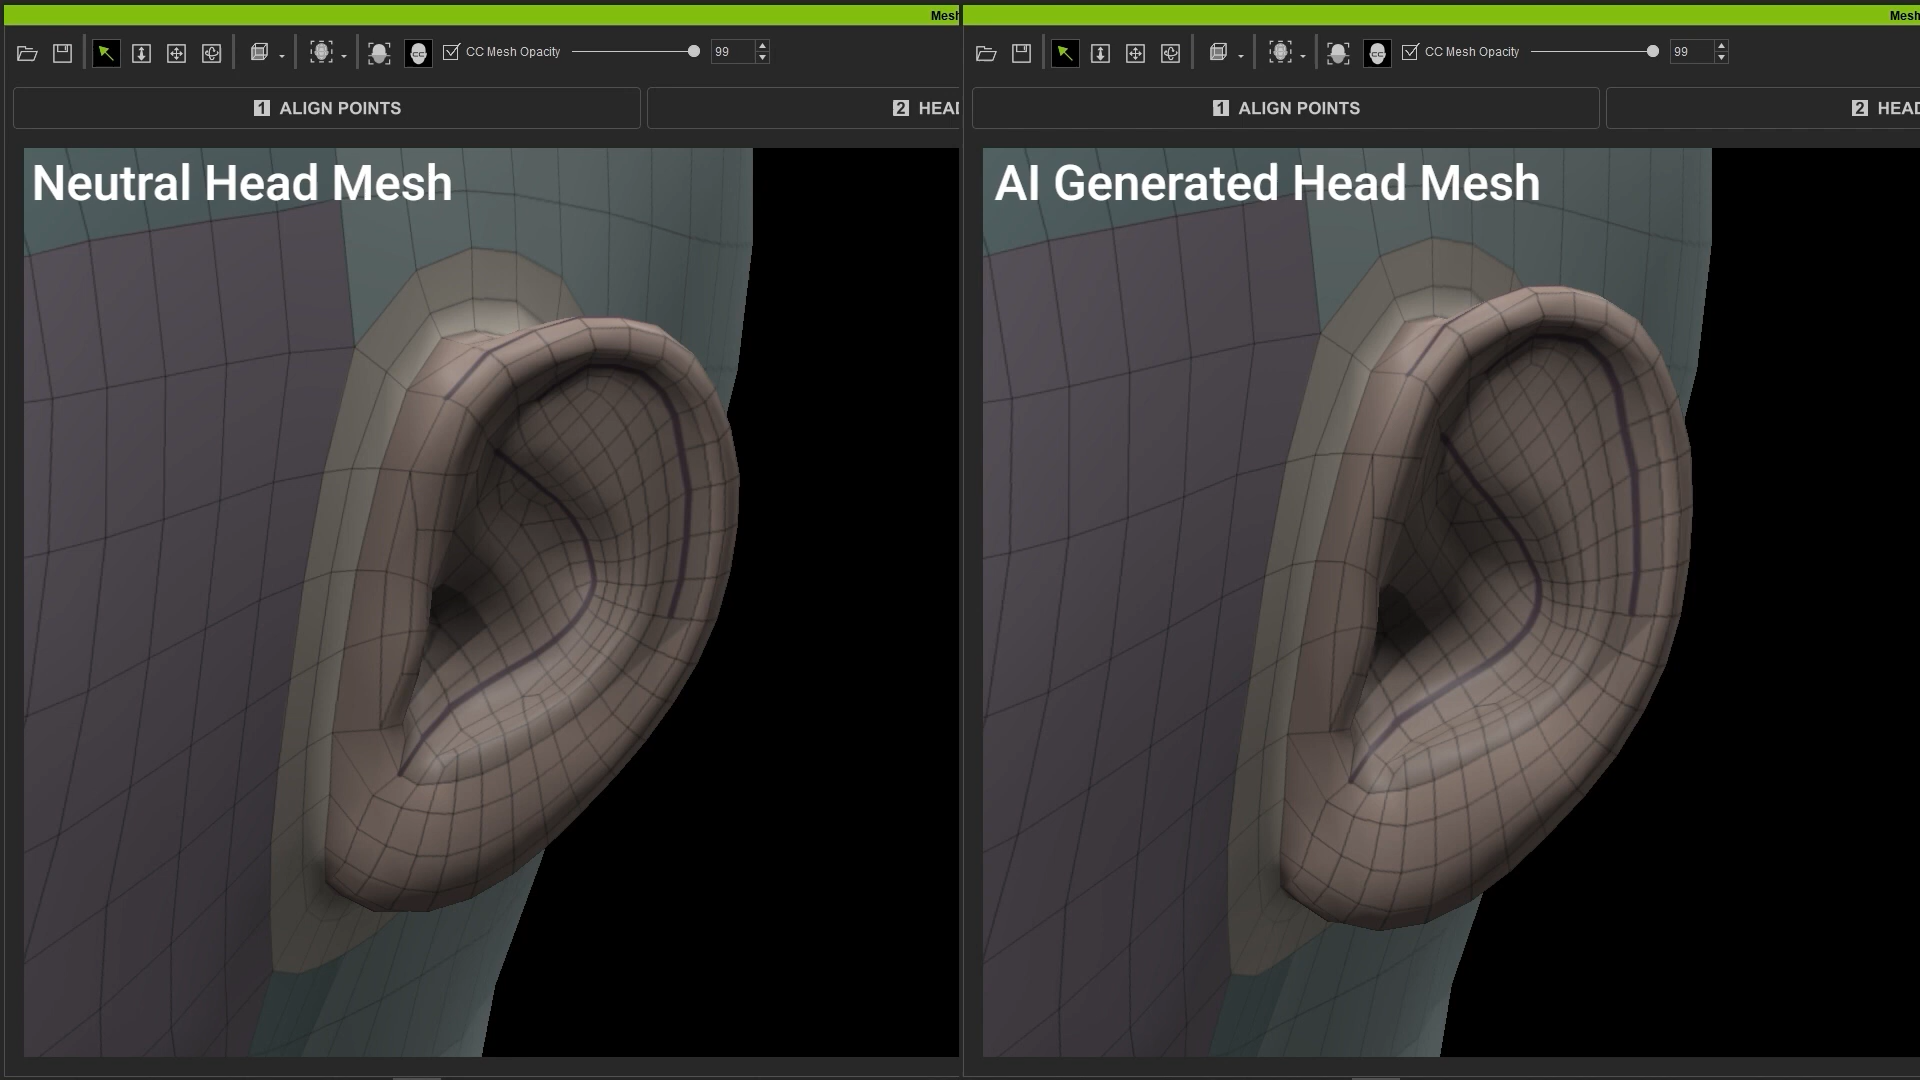 Mesh
Mesh
CC Mesh Opacity 99
CC Mesh Opacity 99
1 ALIGN POINTS
2 HEAD
1 ALIGN POINTS
2 HEAD
Neutral Head Mesh
AI Generated Head Mesh